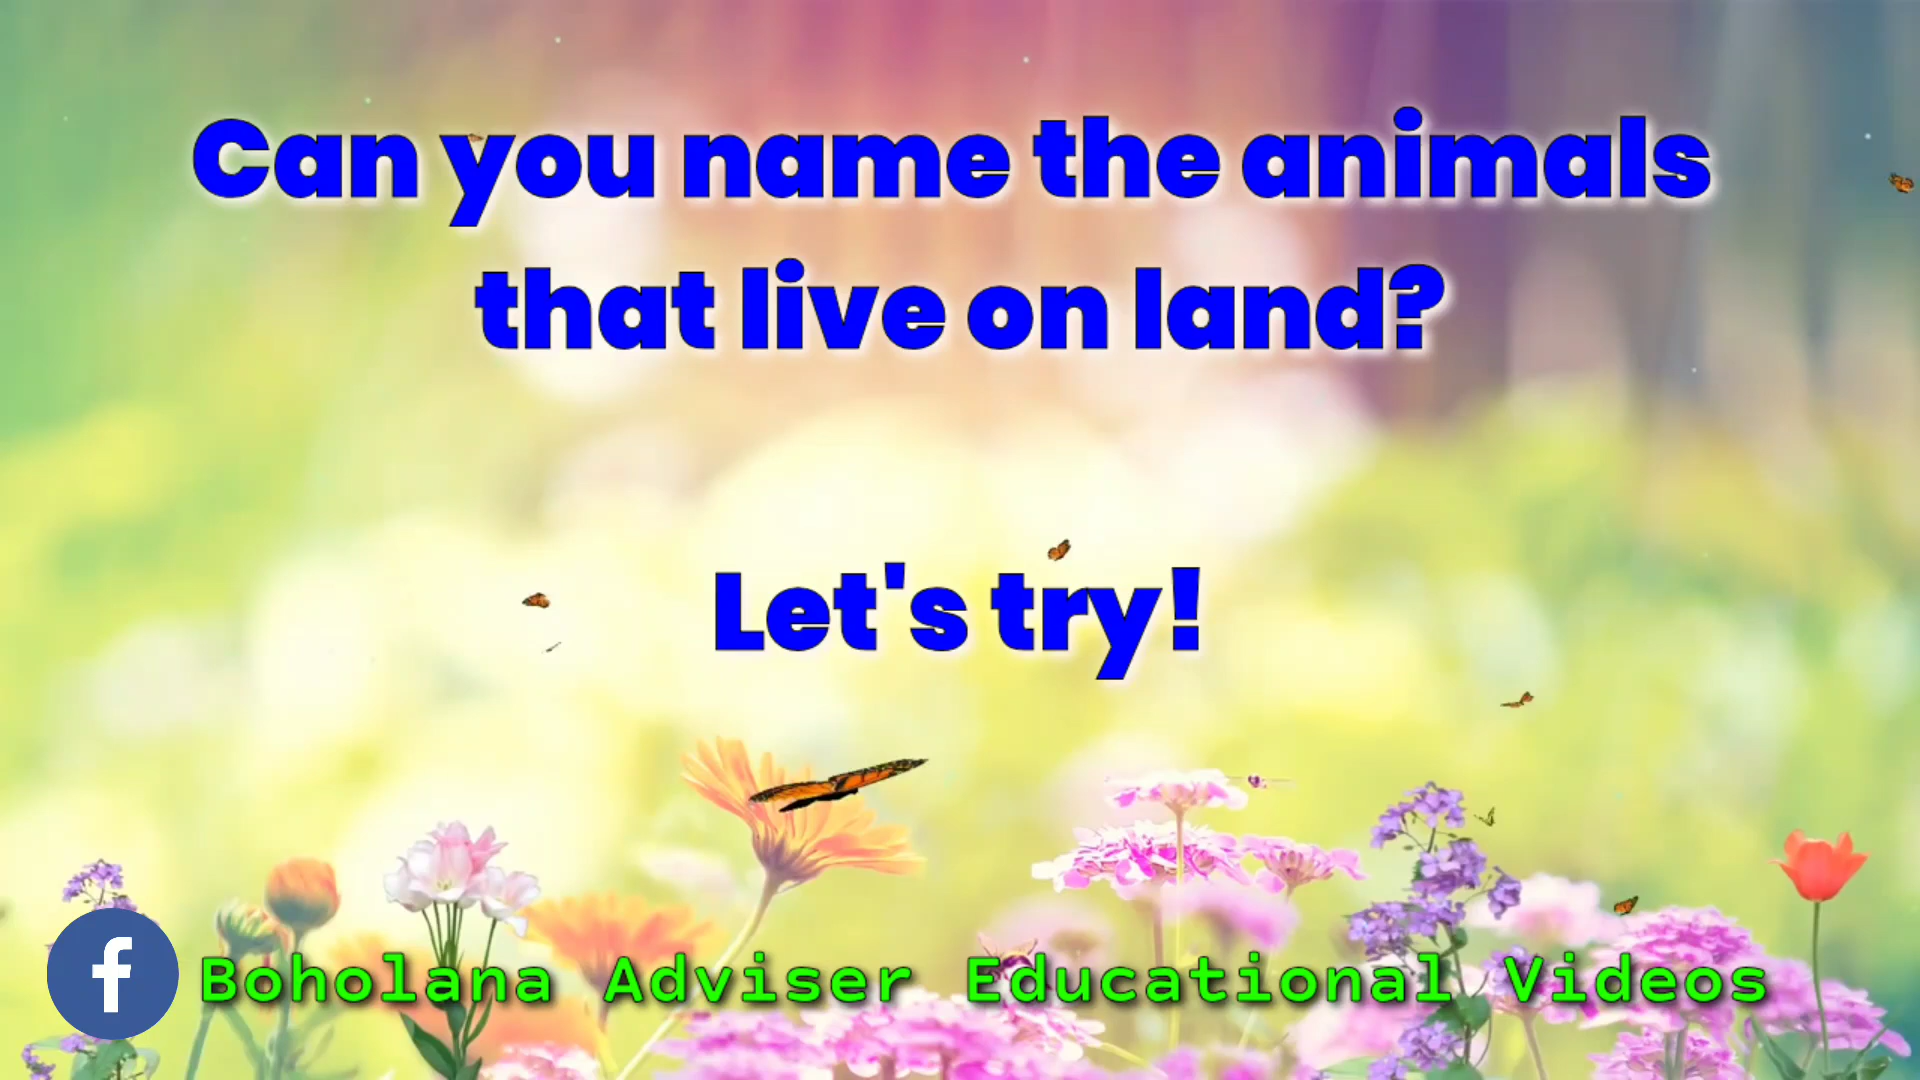 Can you name the animals
that live on land?
Let's try!
f Boholana Adviser Educational Videos